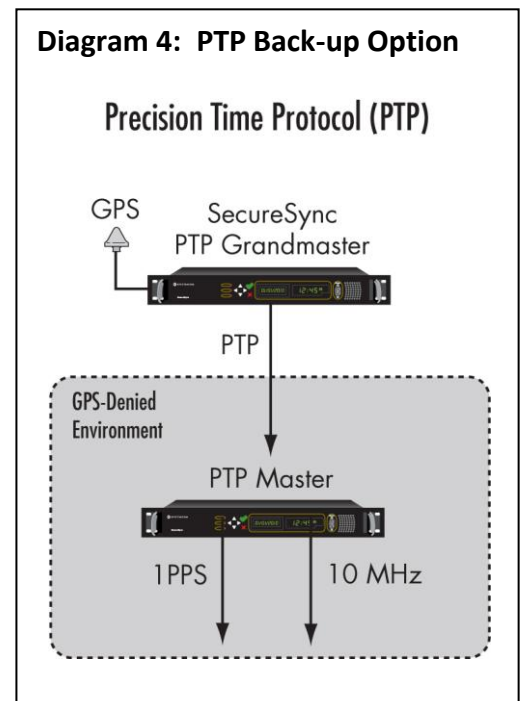 Diagram 4: PTP Back-up Option
Precision Time Protocol (PTP)
GPS
SecureSync
PTP Grandmaster
PTP
GPS-Denied
Environment
PTP Master
1PPS
10 MHz